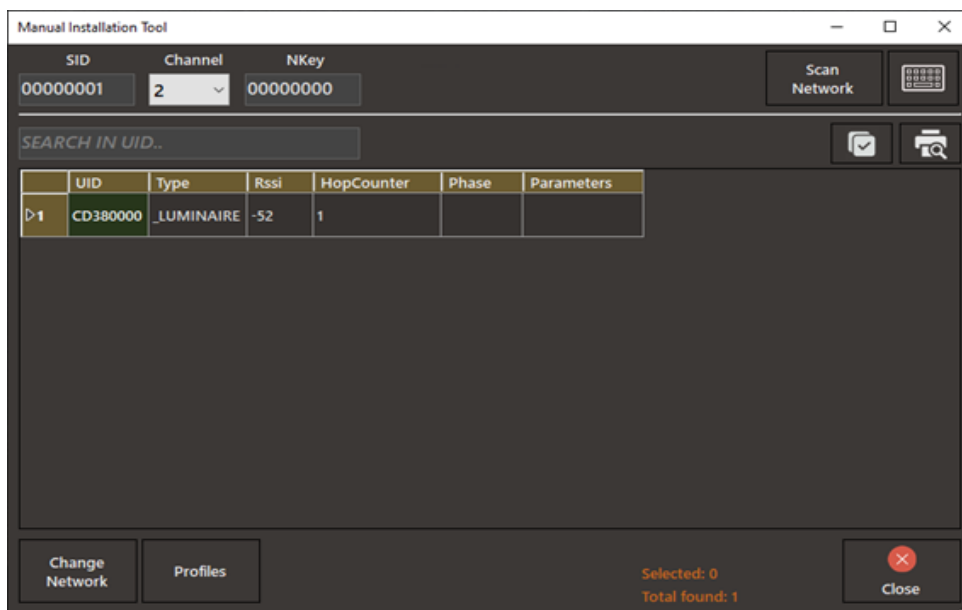 Manual Installation Tool
SID Channel NKey
00000001 2 00000000
Scan
Network
SEARCH IN UID..
UID Type Rssi HopCounter Phase Parameters
1 CD380000 _LUMINAIRE -52 1
Change
Network
Profiles
Selected: 0
Total found: 1
Close